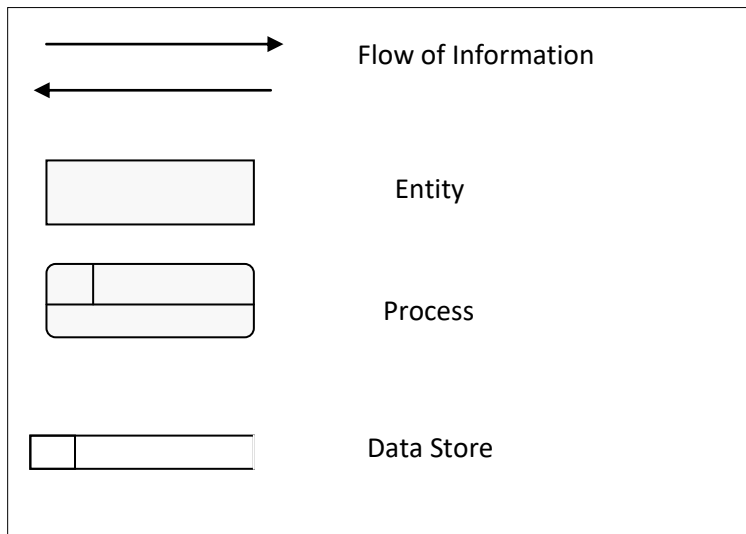 Flow of Information
Entity
Process
Data Store